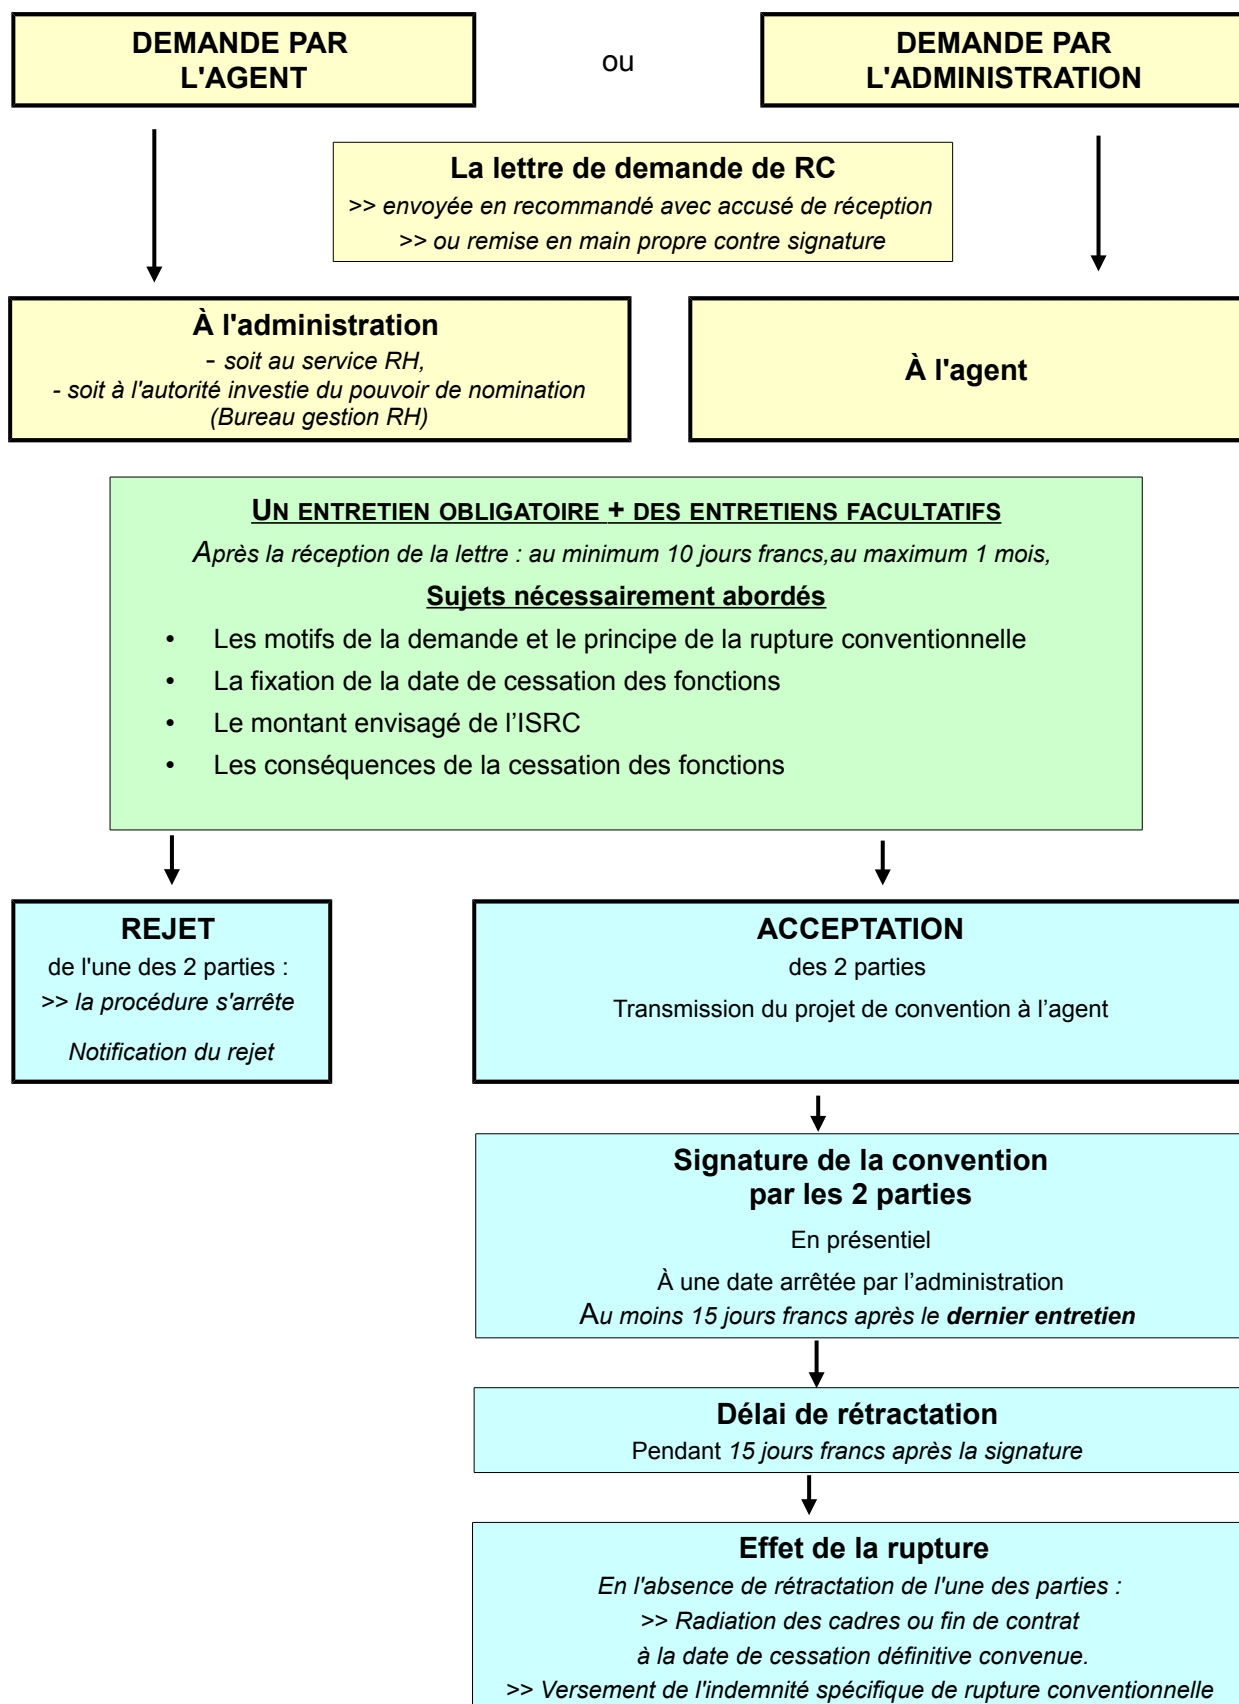 DEMANDE PAR
L'AGENT
ou
DEMANDE PAR
L'ADMINISTRATION
La lettre de demande de RC
>> envoyée en recommandé avec accusé de réception
>> ou remise en main propre contre signature
À l'administration
- soit au service RH,
- soit à l'autorité investie du pouvoir de nomination
(Bureau gestion RH)
À l'agent
UN ENTRETIEN OBLIGATOIRE + DES ENTRETIENS FACULTATIFS
Après la réception de la lettre : au minimum 10 jours francs,au maximum 1 mois,
Sujets nécessairement abordés
• Les motifs de la demande et le principe de la rupture conventionnelle
• La fixation de la date de cessation des fonctions
• Le montant envisagé de l’ISRC
• Les conséquences de la cessation des fonctions
REJET
de l'une des 2 parties :
>> la procédure s'arrête
Notification du rejet
ACCEPTATION
des 2 parties
Transmission du projet de convention à l’agent
Signature de la convention
par les 2 parties
En présentiel
À une date arrêtée par l’administration
Au moins 15 jours francs après le dernier entretien
Délai de rétractation
Pendant 15 jours francs après la signature
Effet de la rupture
En l'absence de rétractation de l'une des parties :
>> Radiation des cadres ou fin de contrat
à la date de cessation définitive convenue.
>> Versement de l'indemnité spécifique de rupture conventionnelle